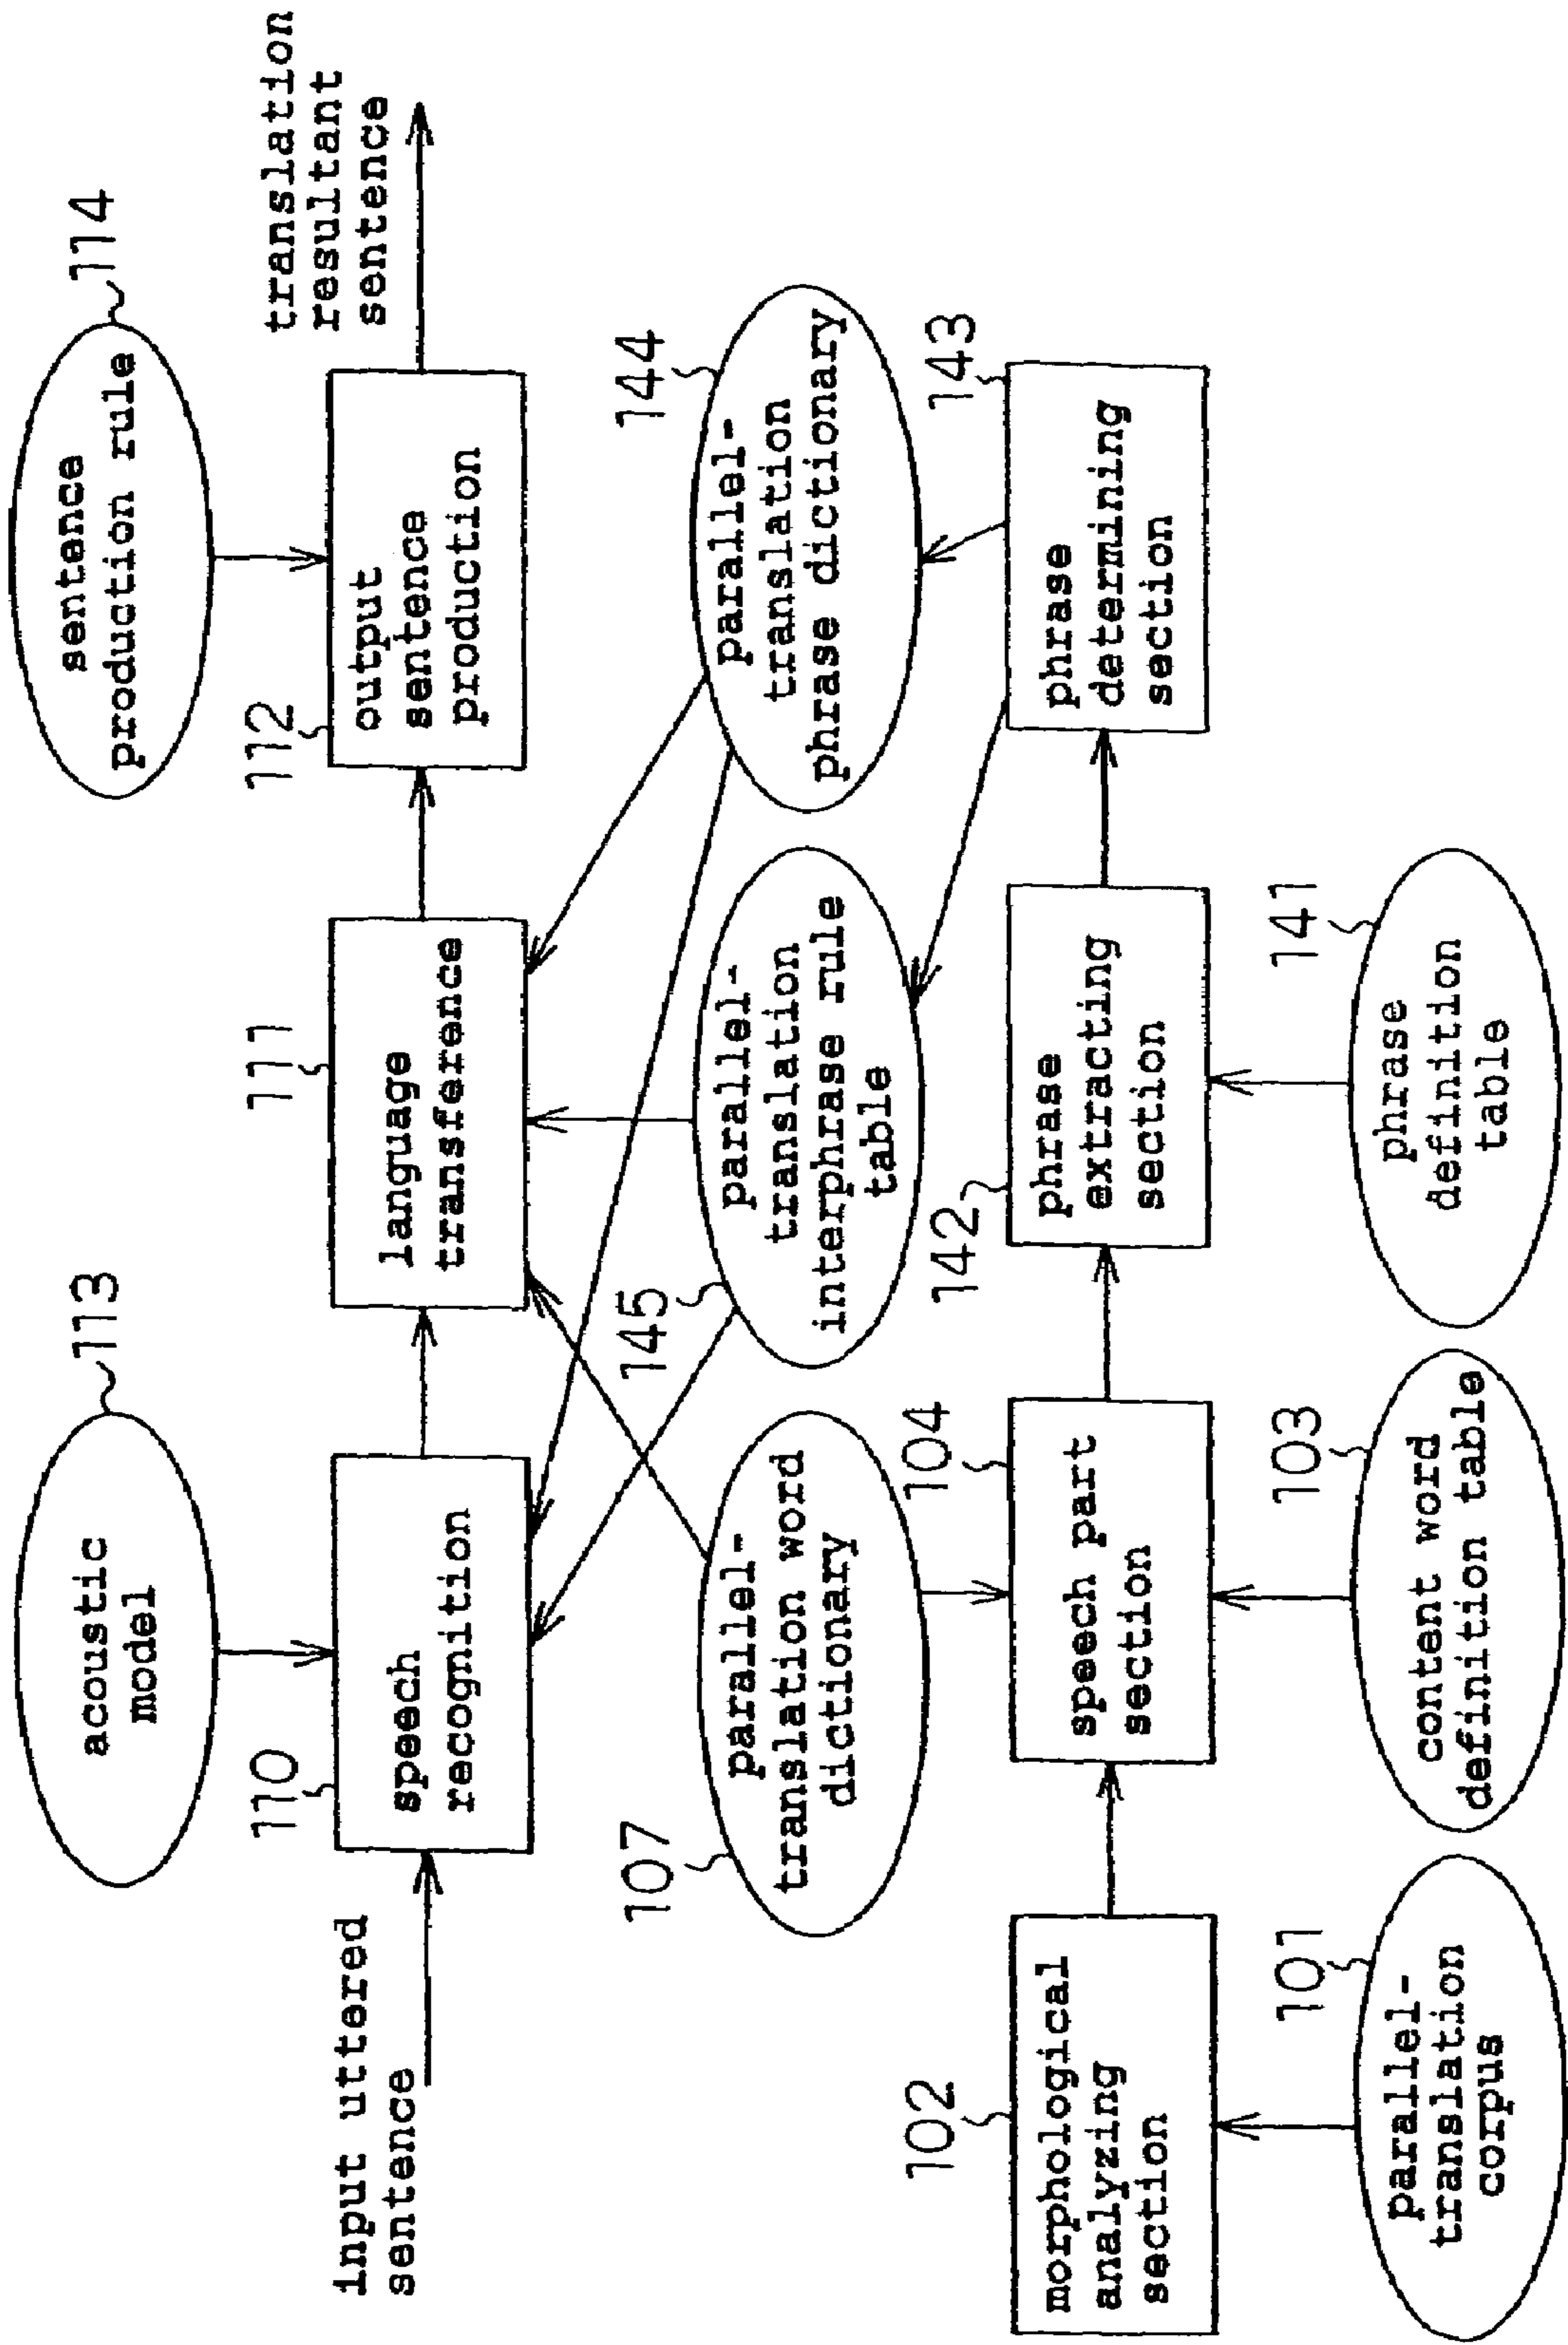 113
acoustic
model
114
sentence
production rule
input uttered
sentence
110
speech
recognition
111
language
transference
112
output
sentence
production
translation
resultant
sentence
107
parallel-
translation word
dictionary
145
parallel-
translation
interphrase rule
table
144
parallel-
translation
phrase dictionary
102
morphological
analyzing
section
104
speech part
section
142
phrase
extracting
section
143
phrase
determining
section
101
parallel-
translation
corpus
103
content word
definition table
141
phrase
definition
table